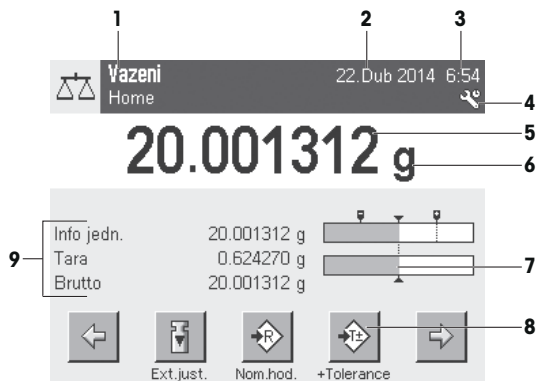 1 2 3
Vazeni 22.Dub 2014 6:54
Home
4
20.001312 g
5
6
Info jedn. 20.001312 g
Tara 0.624270 g
Brutto 20.001312 g
9
7
R T±
8
Ext.just. Nom.hod. +Tolerance